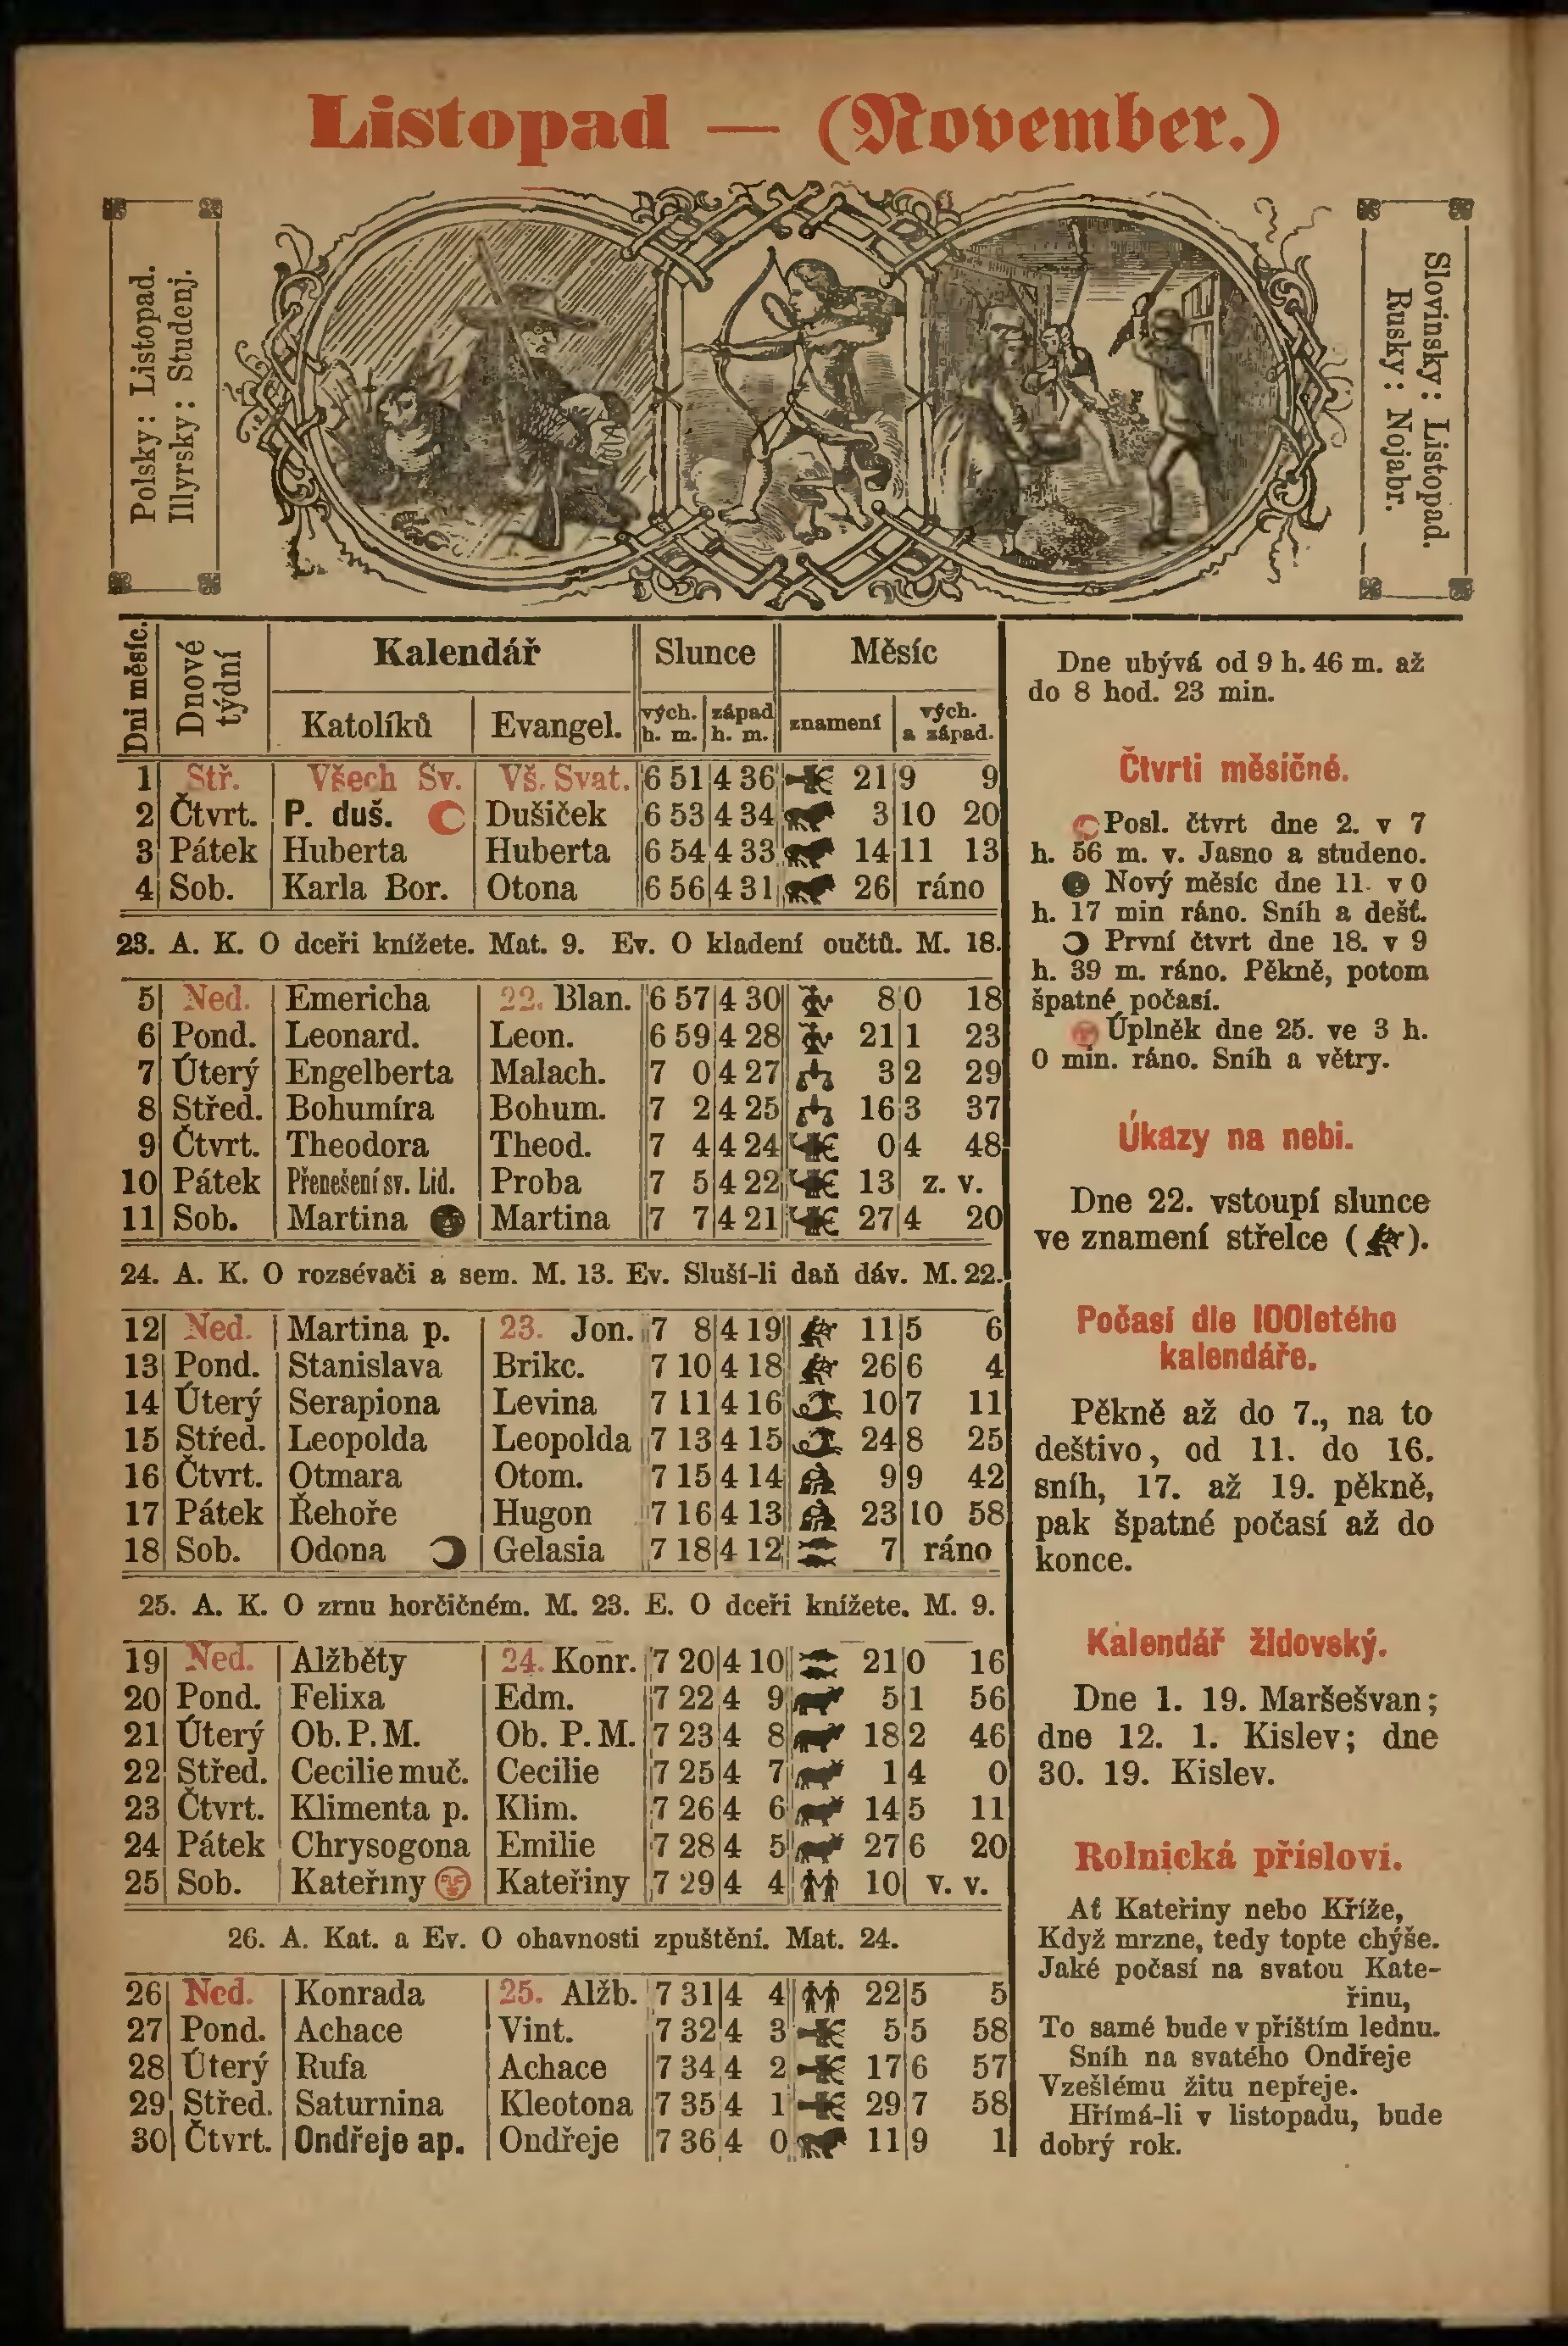 Listopad — (November.)
Polsky: Listopad.
Illyrsky: Studenj.
Slovinsky: Listopad.
Rusky: Nojabr.
Dni měsíc.
Dnové týdní
Kalendář
Slunce
Měsíc
Katolíků
Evangel.
vých. h. m.
západ h. m.
znamení
vých. a západ.
1 Stř. Všech Sv. Vš. Svat. 6 51 4 36 21 9 9
2 Čtvrt. P. duš. Dušiček 6 53 4 34 3 10 20
3 Pátek Huberta Huberta 6 54 4 33 14 11 13
4 Sob. Karla Bor. Otona 6 56 4 31 26 ráno
23. A. K. O dceři knížete. Mat. 9. Ev. O kladení oučtů. M. 18.
5 Ned. Emericha 22. Blan. 6 57 4 30 8 0 18
6 Pond. Leonard. Leon. 6 59 4 28 21 1 23
7 Úterý Engelberta Malach. 7 0 4 27 3 2 29
8 Střed. Bohumíra Bohum. 7 2 4 25 16 3 37
9 Čtvrt. Theodora Theod. 7 4 4 24 0 4 48
10 Pátek Přenešení sv. Lid. Proba 7 5 4 22 13 z. v.
11 Sob. Martina Martina 7 7 4 21 27 4 20
24. A. K. O rozsévači a sem. M. 13. Ev. Sluší-li daň dáv. M. 22.
12 Ned. Martina p. 23. Jon. 7 8 4 19 11 5 6
13 Pond. Stanislava Brikc. 7 10 4 18 26 6 4
14 Úterý Serapiona Levina 7 11 4 16 10 7 11
15 Střed. Leopolda Leopolda 7 13 4 15 24 8 25
16 Čtvrt. Otmara Otom. 7 15 4 14 9 9 42
17 Pátek Řehoře Hugon 7 16 4 13 23 10 58
18 Sob. Odona Gelasia 7 18 4 12 7 ráno
25. A. K. O zrnu horčičném. M. 23. E. O dceři knížete. M. 9.
19 Ned. Alžběty 24. Konr. 7 20 4 10 21 0 16
20 Pond. Felixa Edm. 7 22 4 9 5 1 56
21 Úterý Ob. P. M. Ob. P. M. 7 23 4 8 18 2 46
22 Střed. Cecilie muč. Cecilie 7 25 4 7 1 4 0
23 Čtvrt. Klimenta p. Klim. 7 26 4 6 14 5 11
24 Pátek Chrysogona Emilie 7 28 4 5 27 6 20
25 Sob. Kateřiny Kateřiny 7 29 4 4 10 v. v.
26. A. Kat. a Ev. O ohavnosti zpuštění. Mat. 24.
26 Ned. Konrada 25. Alžb. 7 31 4 4 22 5 5
27 Pond. Achace Vint. 7 32 4 3 5 5 58
28 Úterý Rufa Achace 7 34 4 2 17 6 57
29 Střed. Saturnina Kleotona 7 35 4 1 29 7 58
30 Čtvrt. Ondřeje ap. Ondřeje 7 36 4 0 11 9 1
Dne ubývá od 9 h. 46 m. až
do 8 hod. 23 min.
Čtvrti měsíčné.
Posl. čtvrt dne 2. v 7
h. 56 m. v. Jasno a studeno.
Nový měsíc dne 11. v 0
h. 17 min ráno. Sníh a dešť.
První čtvrt dne 18. v 9
h. 39 m. ráno. Pěkně, potom
špatné počasí.
Úplněk dne 25. ve 3 h.
0 min. ráno. Sníh a větry.
Úkazy na nebi.
Dne 22. vstoupí slunce
ve znamení střelce ( ).
Počasí dle 100letého
kalendáře.
Pěkně až do 7., na to
deštivo, od 11. do 16.
sníh, 17. až 19. pěkně,
pak špatné počasí až do
konce.
Kalendář židovský.
Dne 1. 19. Maršešvan;
dne 12. 1. Kislev; dne
30. 19. Kislev.
Rolnická přísloví.
Ať Kateřiny nebo Kříže,
Když mrzne, tedy topte chýše.
Jaké počasí na svatou Kate-
řinu,
To samé bude v příštím lednu.
Sníh na svatého Ondřeje
Vzešlému žitu nepřeje.
Hřímá-li v listopadu, bude
dobrý rok.